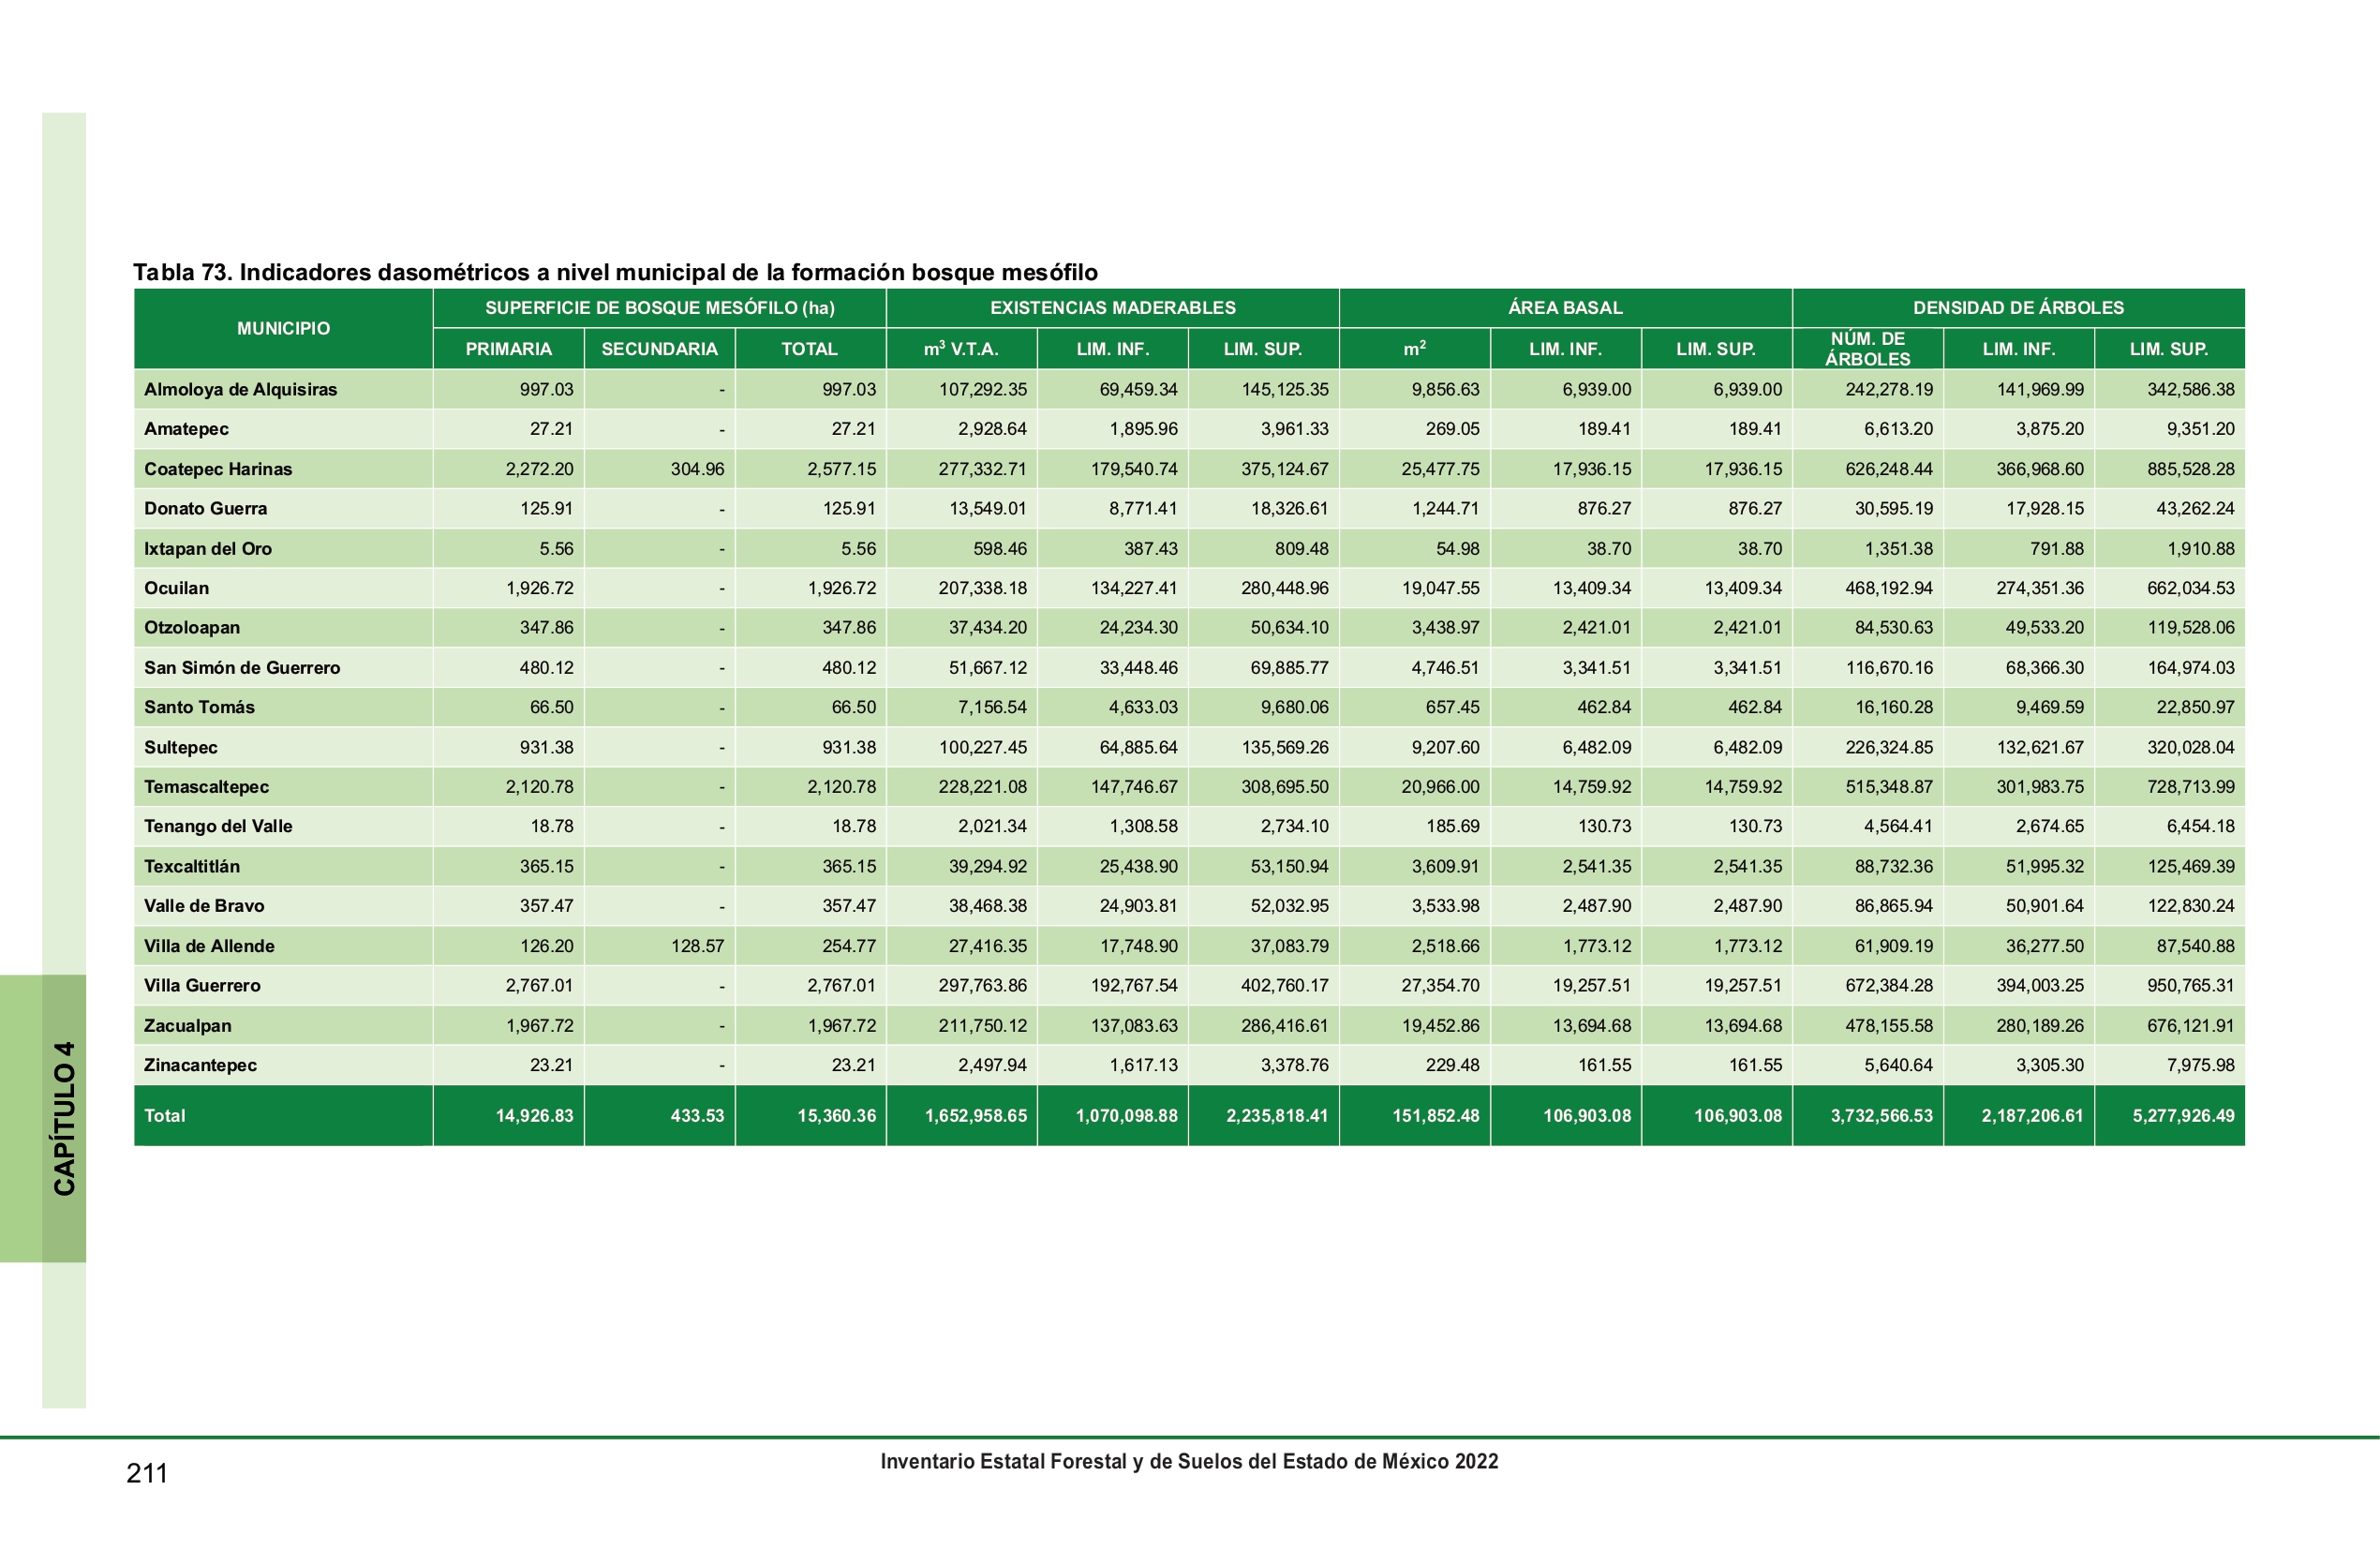 Tabla 73. Indicadores dasométricos a nivel municipal de la formación bosque mesófilo
MUNICIPIO SUPERFICIE DE BOSQUE MESÓFILO (ha) EXISTENCIAS MADERABLES ÁREA BASAL DENSIDAD DE ÁRBOLES
PRIMARIA SECUNDARIA TOTAL m³ V.T.A. LIM. INF. LIM. SUP. m² LIM. INF. LIM. SUP. NÚM. DE ÁRBOLES LIM. INF. LIM. SUP.
Almoloya de Alquisiras 997.03 - 997.03 107,292.35 69,459.34 145,125.35 9,856.63 6,939.00 6,939.00 242,278.19 141,969.99 342,586.38
Amatepec 27.21 - 27.21 2,928.64 1,895.96 3,961.33 269.05 189.41 189.41 6,613.20 3,875.20 9,351.20
Coatepec Harinas 2,272.20 304.96 2,577.15 277,332.71 179,540.74 375,124.67 25,477.75 17,936.15 17,936.15 626,248.44 366,968.60 885,528.28
Donato Guerra 125.91 - 125.91 13,549.01 8,771.41 18,326.61 1,244.71 876.27 876.27 30,595.19 17,928.15 43,262.24
Ixtapan del Oro 5.56 - 5.56 598.46 387.43 809.48 54.98 38.70 38.70 1,351.38 791.88 1,910.88
Ocuilan 1,926.72 - 1,926.72 207,338.18 134,227.41 280,448.96 19,047.55 13,409.34 13,409.34 468,192.94 274,351.36 662,034.53
Otzoloapan 347.86 - 347.86 37,434.20 24,234.30 50,634.10 3,438.97 2,421.01 2,421.01 84,530.63 49,533.20 119,528.06
San Simón de Guerrero 480.12 - 480.12 51,667.12 33,448.46 69,885.77 4,746.51 3,341.51 3,341.51 116,670.16 68,366.30 164,974.03
Santo Tomás 66.50 - 66.50 7,156.54 4,633.03 9,680.06 657.45 462.84 462.84 16,160.28 9,469.59 22,850.97
Sultepec 931.38 - 931.38 100,227.45 64,885.64 135,569.26 9,207.60 6,482.09 6,482.09 226,324.85 132,621.67 320,028.04
Temascaltepec 2,120.78 - 2,120.78 228,221.08 147,746.67 308,695.50 20,966.00 14,759.92 14,759.92 515,348.87 301,983.75 728,713.99
Tenango del Valle 18.78 - 18.78 2,021.34 1,308.58 2,734.10 185.69 130.73 130.73 4,564.41 2,674.65 6,454.18
Texcaltitlán 365.15 - 365.15 39,294.92 25,438.90 53,150.94 3,609.91 2,541.35 2,541.35 88,732.36 51,995.32 125,469.39
Valle de Bravo 357.47 - 357.47 38,468.38 24,903.81 52,032.95 3,533.98 2,487.90 2,487.90 86,865.94 50,901.64 122,830.24
Villa de Allende 126.20 128.57 254.77 27,416.35 17,748.90 37,083.79 2,518.66 1,773.12 1,773.12 61,909.19 36,277.50 87,540.88
Villa Guerrero 2,767.01 - 2,767.01 297,763.86 192,767.54 402,760.17 27,354.70 19,257.51 19,257.51 672,384.28 394,003.25 950,765.31
Zacualpan 1,967.72 - 1,967.72 211,750.12 137,083.63 286,416.61 19,452.86 13,694.68 13,694.68 478,155.58 280,189.26 676,121.91
Zinacantepec 23.21 - 23.21 2,497.94 1,617.13 3,378.76 229.48 161.55 161.55 5,640.64 3,305.30 7,975.98
Total 14,926.83 433.53 15,360.36 1,652,958.65 1,070,098.88 2,235,818.41 151,852.48 106,903.08 106,903.08 3,732,566.53 2,187,206.61 5,277,926.49
CAPÍTULO 4
211
Inventario Estatal Forestal y de Suelos del Estado de México 2022